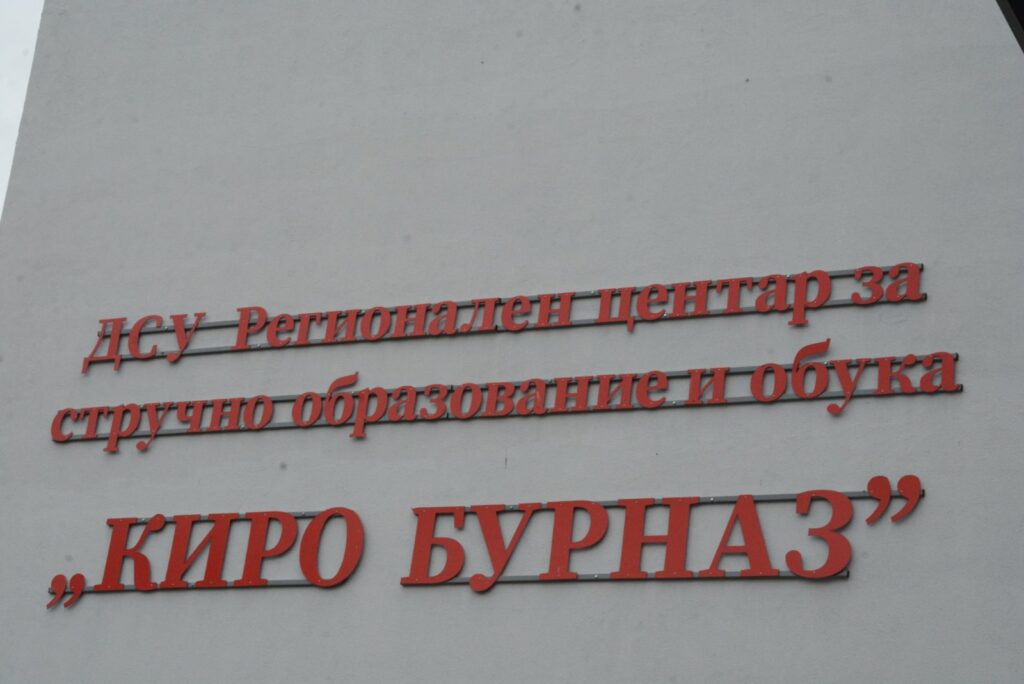 ДСУ Регионален центар за
стручно образование и обука
„КИРО БУРНАЗ”